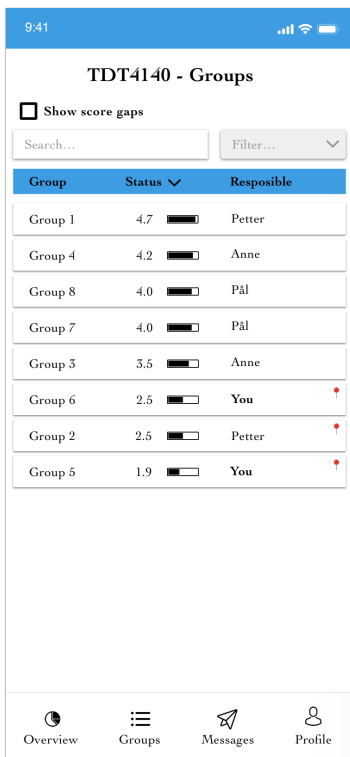 9:41
TDT4140 - Groups
Show score gaps
Search... Filter...
Group Status Resposible
Group 1 4.7 Petter
Group 4 4.2 Anne
Group 8 4.0 Pål
Group 7 4.0 Pål
Group 3 3.5 Anne
Group 6 2.5 You
Group 2 2.5 Petter
Group 5 1.9 You
Overview Groups Messages Profile